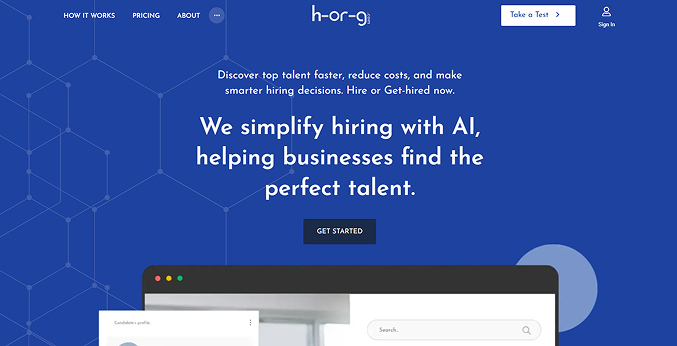 HOW IT WORKS PRICING ABOUT ··· h-or-g Take a Test > Sign In
Discover top talent faster, reduce costs, and make
smarter hiring decisions. Hire or Get-hired now.
We simplify hiring with AI,
helping businesses find the
perfect talent.
GET STARTED
Candidate's profile
Search...